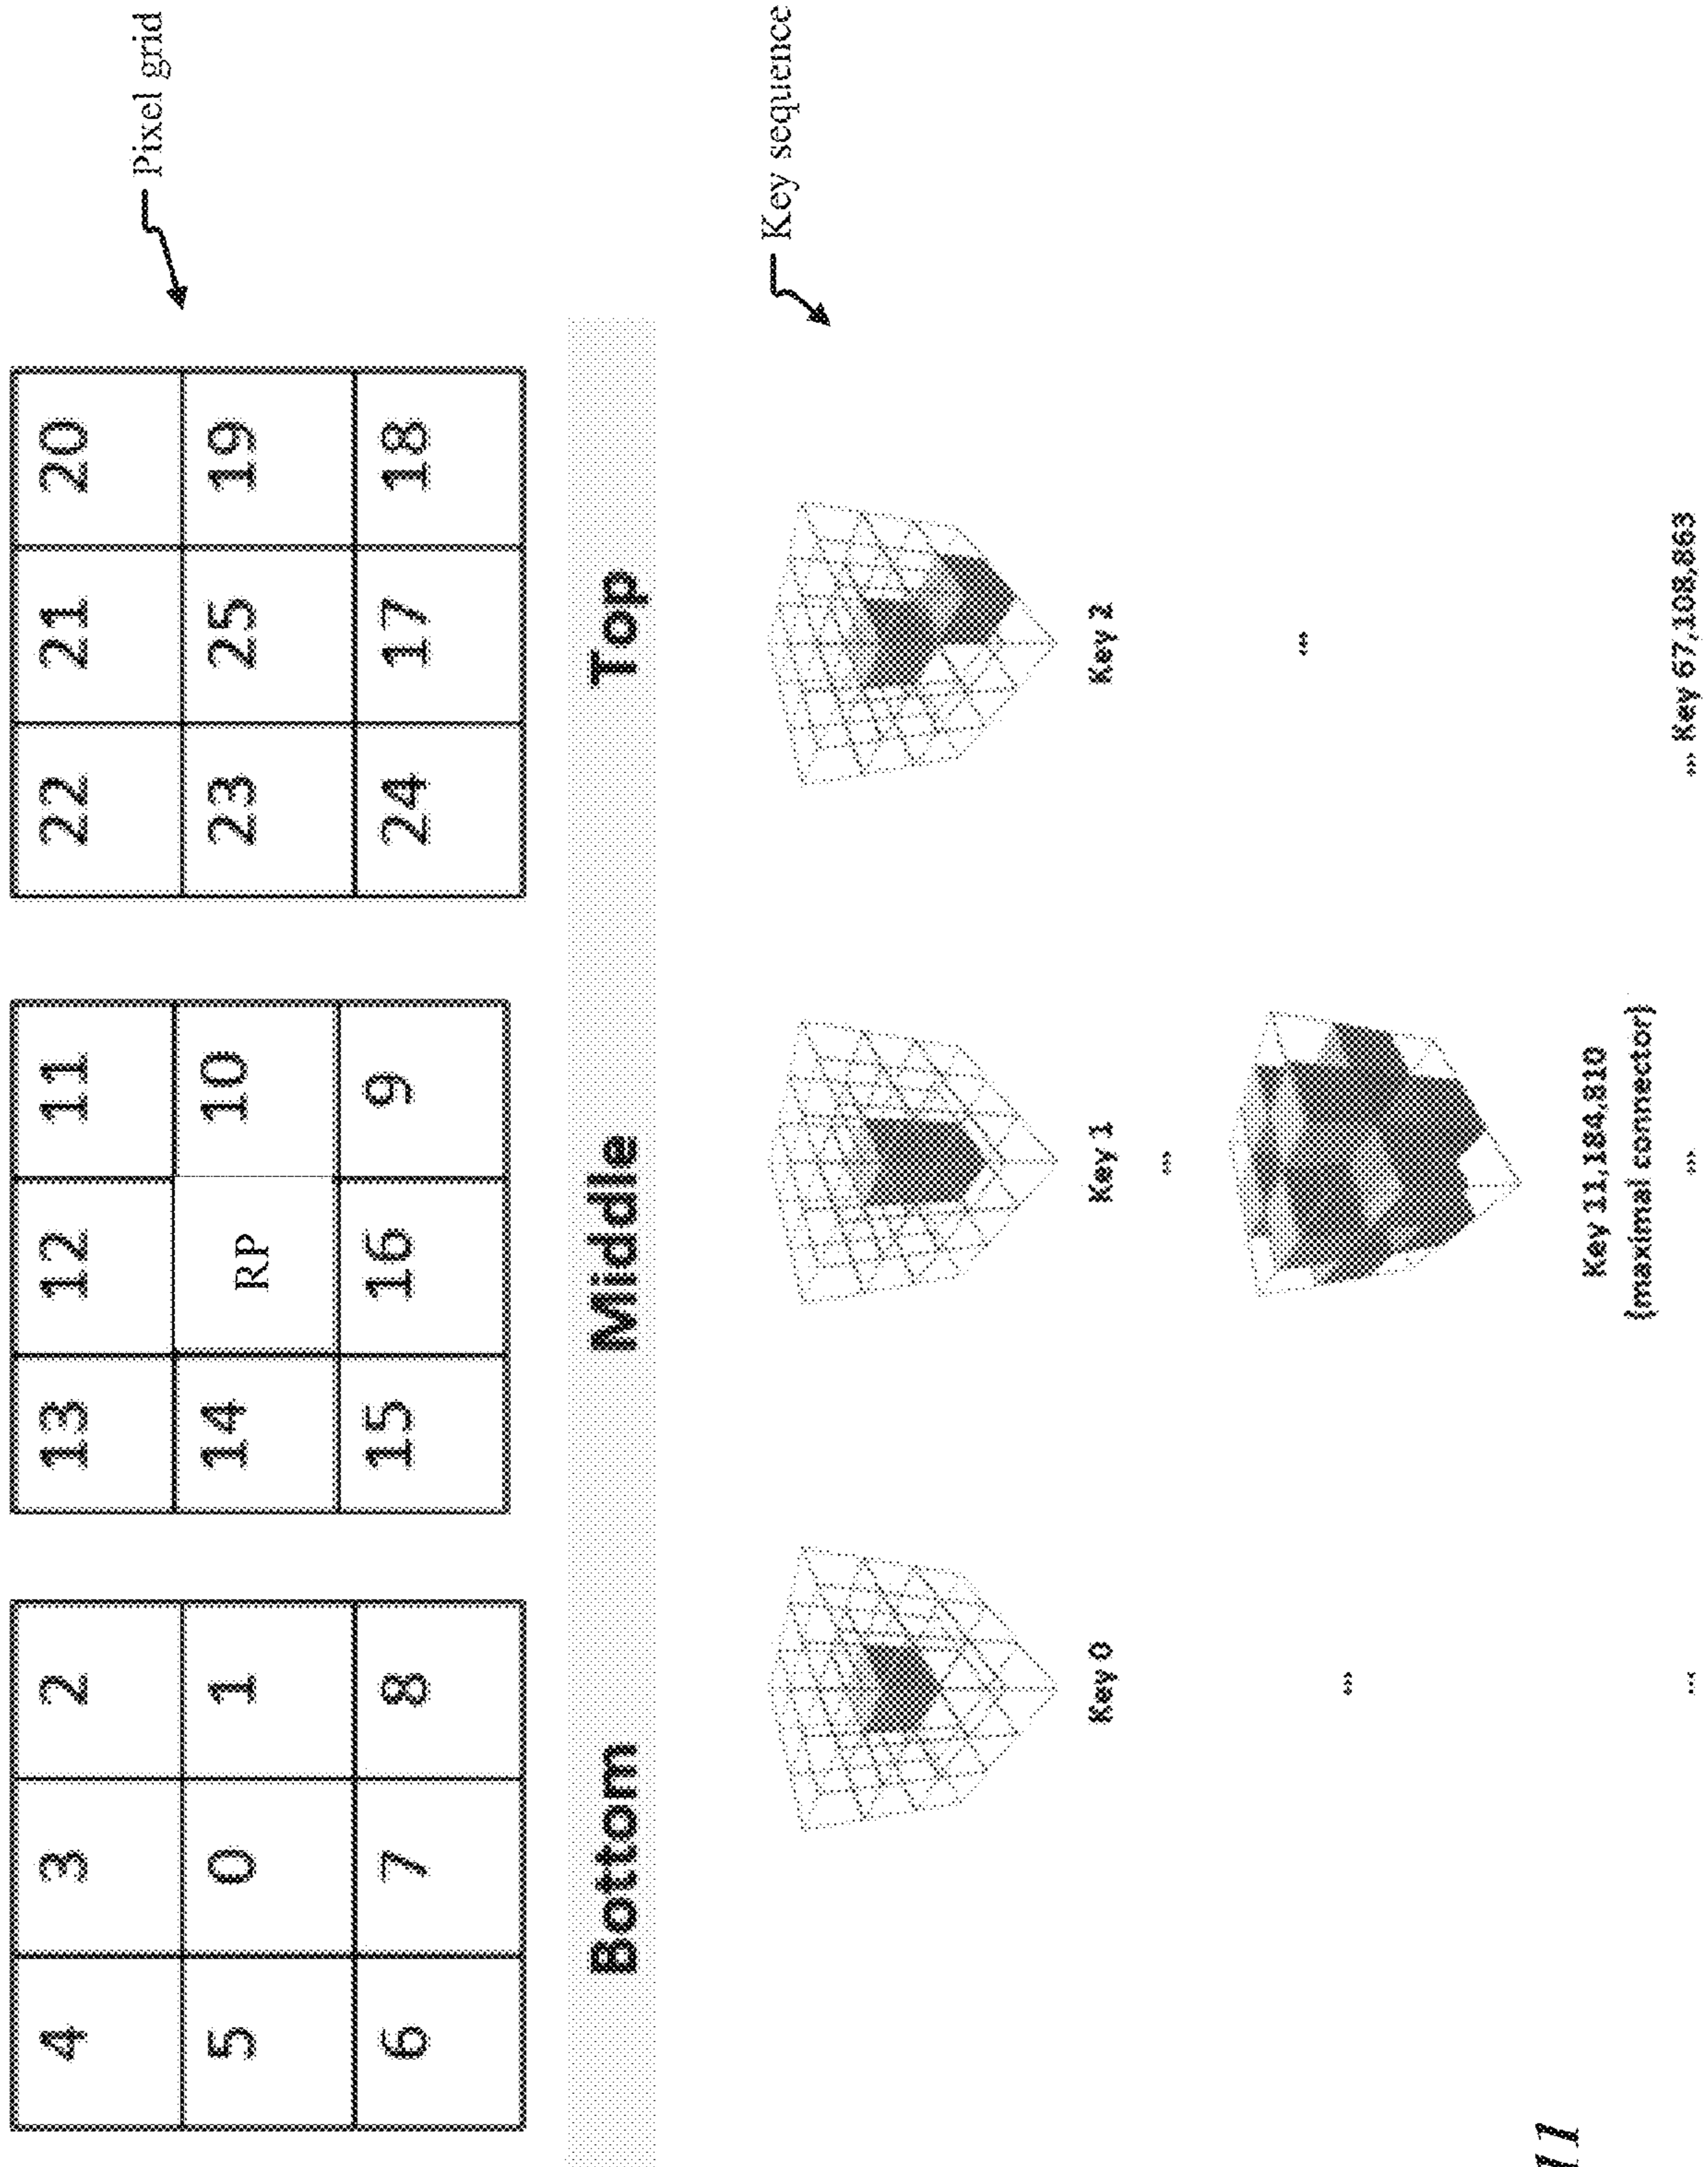 Pixel grid
4 3 2 13 12 11 22 21 20
5 0 1 14 RP 10 23 25 19
6 7 8 15 16 9 24 17 18
Bottom Middle Top
Key sequence
Key 0 Key 1 Key 2
...
... ...
Key 11,184,810
(maximal connector)
... ... ... Key 67,108,863
11